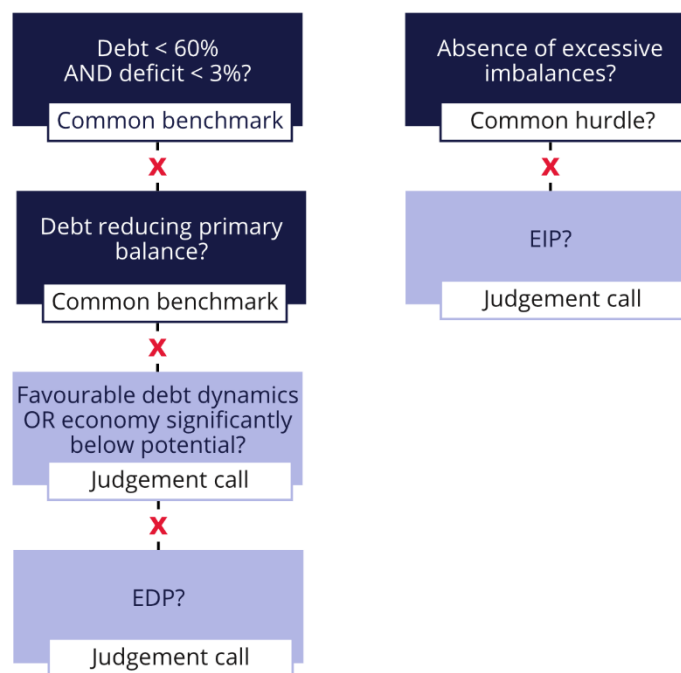 Debt < 60%
AND deficit < 3%?
Common benchmark
X
Debt reducing primary
balance?
Common benchmark
X
Favourable debt dynamics
OR economy significantly
below potential?
Judgement call
X
EDP?
Judgement call
Absence of excessive
imbalances?
Common hurdle?
X
EIP?
Judgement call